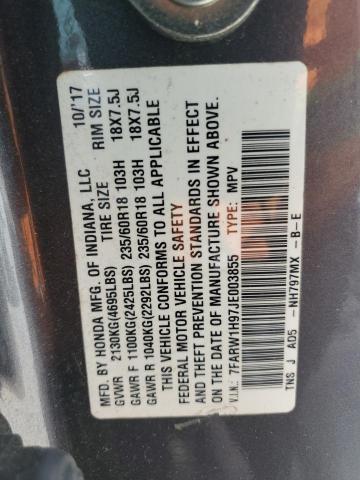 MFD. BY HONDA MFG. OF INDIANA, LLC 10/'17
TIRE SIZE RIM SIZE
GVWR 2130KG(4695LBS)
GAWR F 1100KG(2425LBS) 235/60R18 103H 18X7.5J
GAWR R 1040KG(2292LBS) 235/60R18 103H 18X7.5J
THIS VEHICLE CONFORMS TO ALL APPLICABLE
FEDERAL MOTOR VEHICLE SAFETY
AND THEFT PREVENTION STANDARDS IN EFFECT
ON THE DATE OF MANUFACTURE SHOWN ABOVE.
V.I.N.: 7FARW1H97JE003855 TYPE: MPV
TNS J A05 -NH797MX -B-E